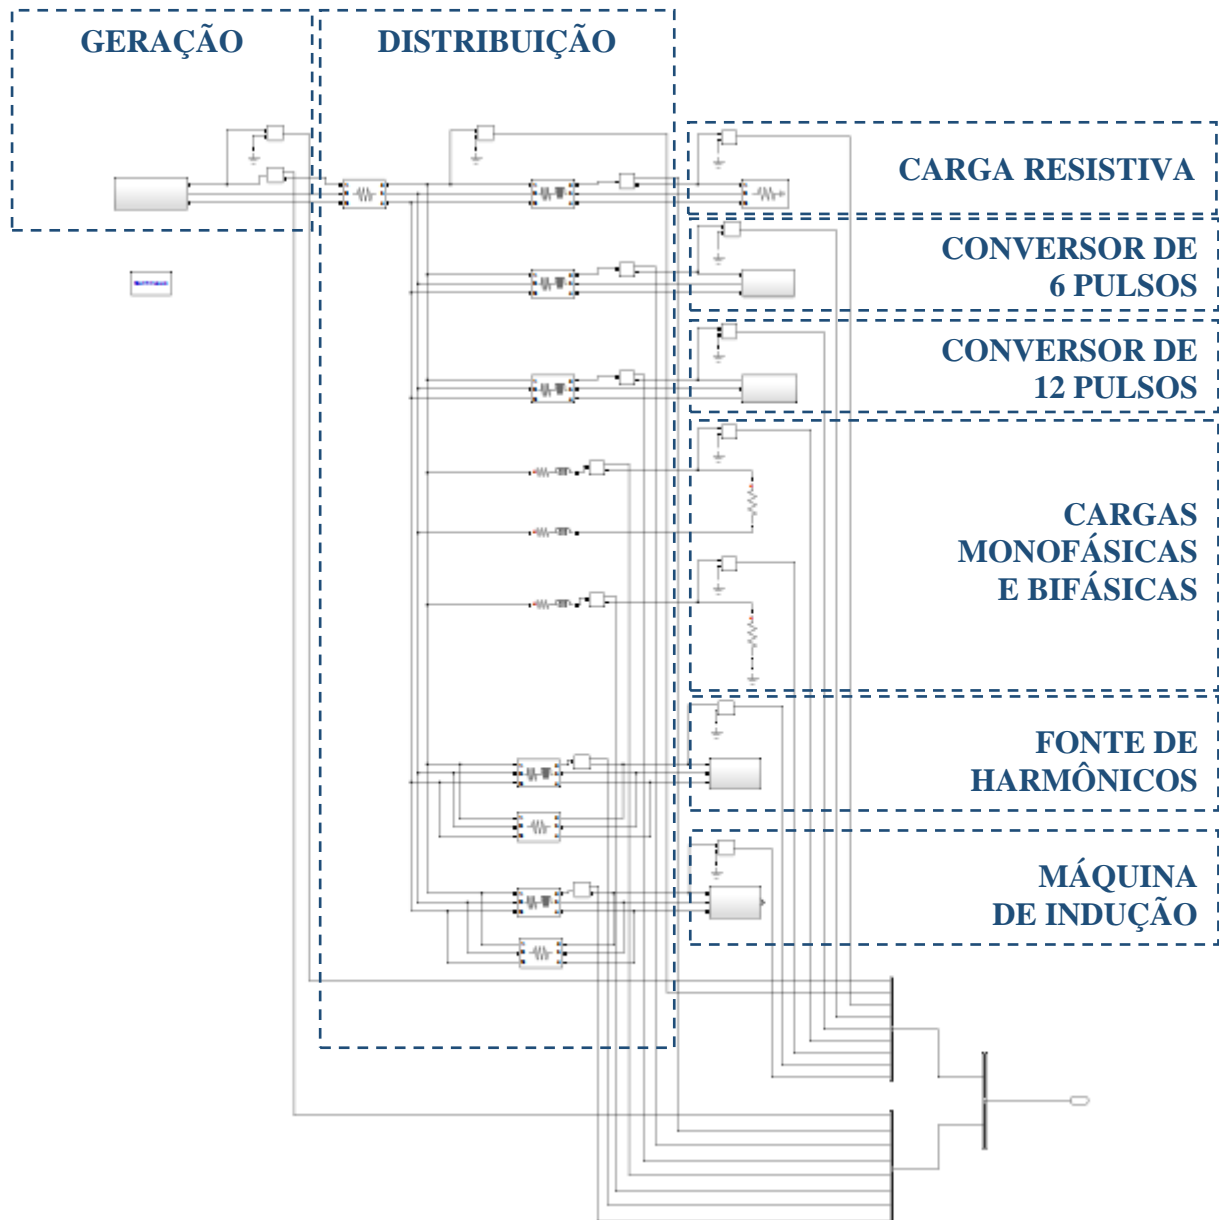 GERAÇÃO
DISTRIBUIÇÃO
CARGA RESISTIVA
CONVERSOR DE
6 PULSOS
CONVERSOR DE
12 PULSOS
CARGAS
MONOFÁSICAS
E BIFÁSICAS
FONTE DE
HARMÔNICOS
MÁQUINA
DE INDUÇÃO